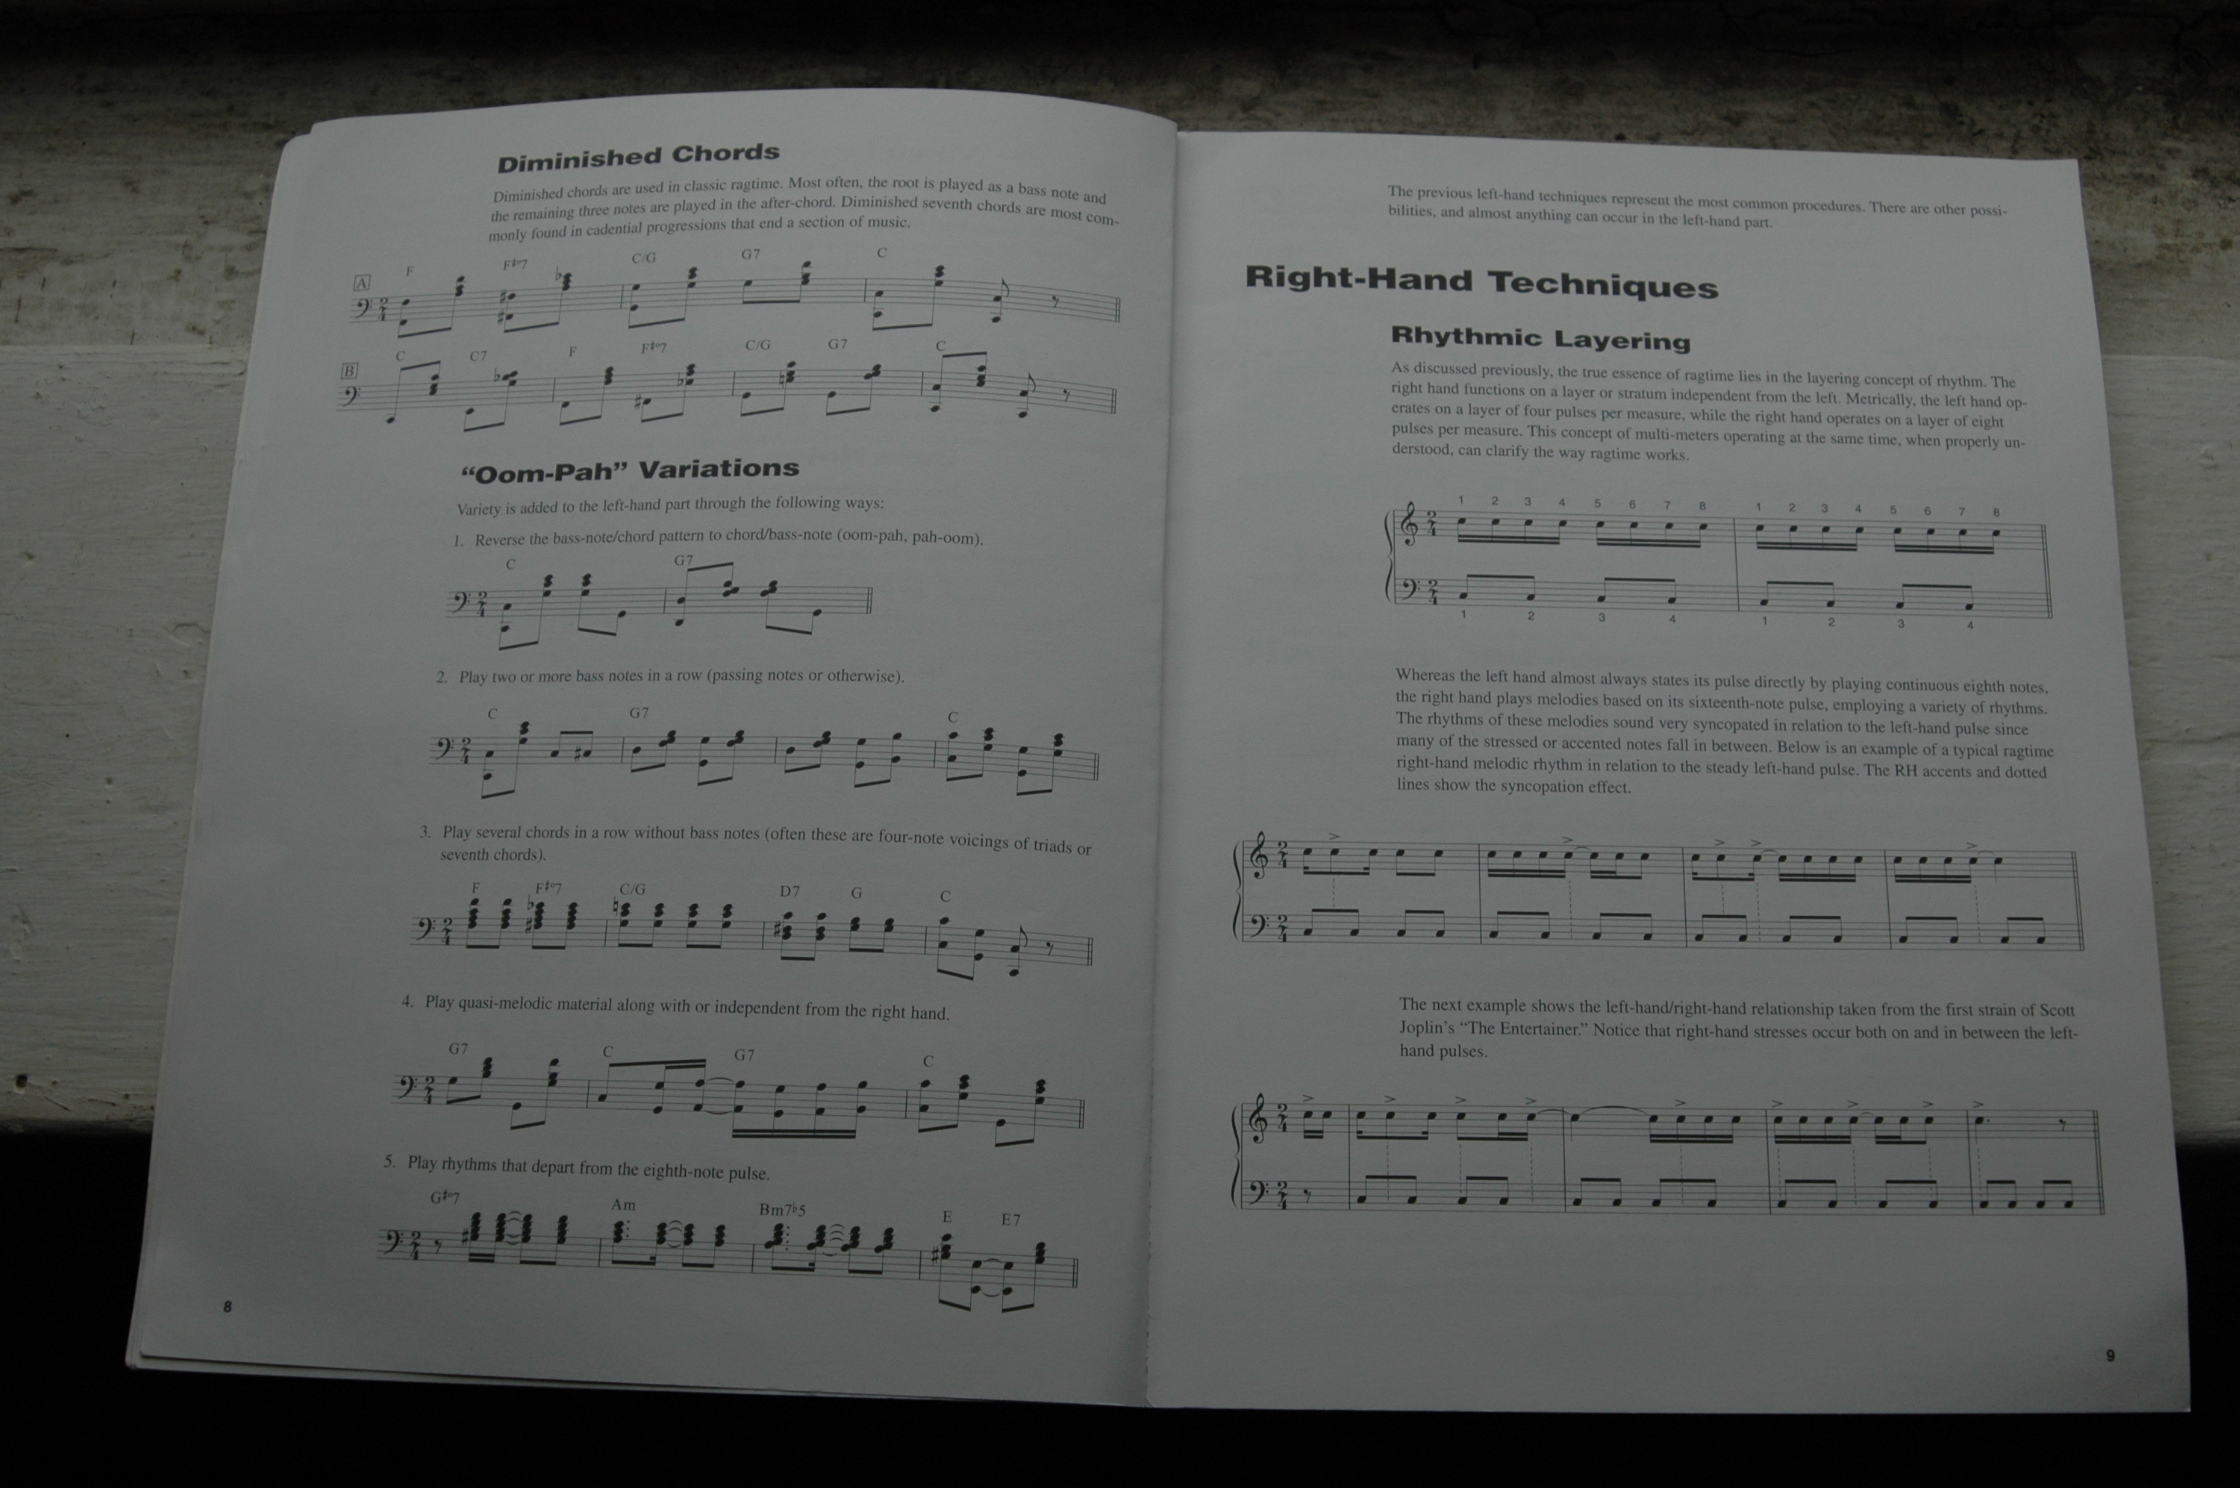 Diminished Chords
Diminished chords are used in classic ragtime. Most often, the root is played as a bass note and
the remaining three notes are played in the after-chord. Diminished seventh chords are most com-
monly found in cadential progressions that end a section of music.
A
F F♯°7 C/G G7 C
B
C C7 F F♯°7 C/G G7 C
“Oom-Pah” Variations
Variety is added to the left-hand part through the following ways:
1. Reverse the bass-note/chord pattern to chord/bass-note (oom-pah, pah-oom).
C G7
2. Play two or more bass notes in a row (passing notes or otherwise).
C G7 C
3. Play several chords in a row without bass notes (often these are four-note voicings of triads or
seventh chords).
F F♯°7 C/G D7 G C
4. Play quasi-melodic material along with or independent from the right hand.
G7 C G7 C
5. Play rhythms that depart from the eighth-note pulse.
G♯°7 Am Bm7♭5 E E7
8
The previous left-hand techniques represent the most common procedures. There are other possi-
bilities, and almost anything can occur in the left-hand part.
Right-Hand Techniques
Rhythmic Layering
As discussed previously, the true essence of ragtime lies in the layering concept of rhythm. The
right hand functions on a layer or stratum independent from the left. Metrically, the left hand op-
erates on a layer of four pulses per measure, while the right hand operates on a layer of eight
pulses per measure. This concept of multi-meters operating at the same time, when properly un-
derstood, can clarify the way ragtime works.
1 2 3 4 5 6 7 8 1 2 3 4 5 6 7 8
1 2 3 4 1 2 3 4
Whereas the left hand almost always states its pulse directly by playing continuous eighth notes,
the right hand plays melodies based on its sixteenth-note pulse, employing a variety of rhythms.
The rhythms of these melodies sound very syncopated in relation to the left-hand pulse since
many of the stressed or accented notes fall in between. Below is an example of a typical ragtime
right-hand melodic rhythm in relation to the steady left-hand pulse. The RH accents and dotted
lines show the syncopation effect.
The next example shows the left-hand/right-hand relationship taken from the first strain of Scott
Joplin’s “The Entertainer.” Notice that right-hand stresses occur both on and in between the left-
hand pulses.
9